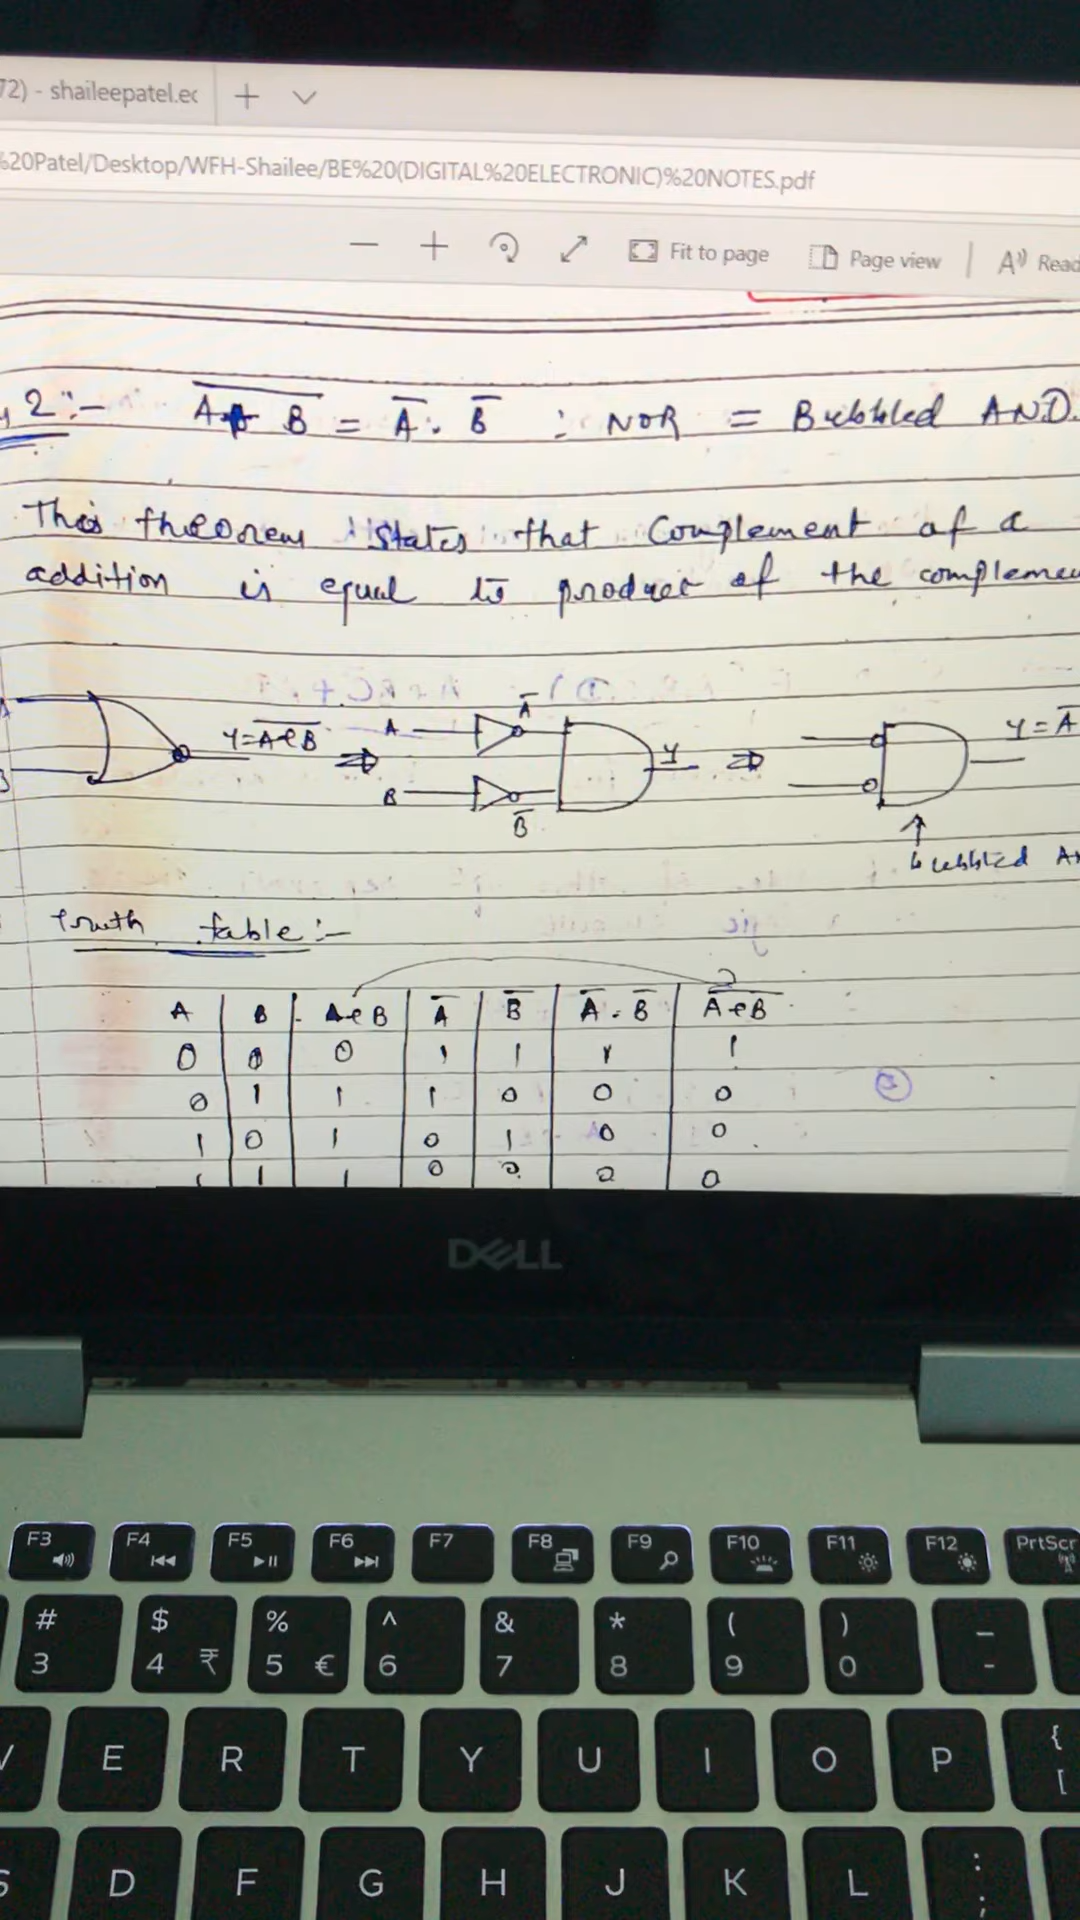 72) - shaileepatel.ec + 
%20Patel/Desktop/WFH-Shailee/BE%20(DIGITAL%20ELECTRONIC)%20NOTES.pdf
— + Fit to page Page view | A Read
2:- A+B̅ = A̅ . B̅ : NOR = Bubbled AND.
This theorem states that Complement of a
addition is equal to product of the compleme
Y=A+B̅ A A̅ Y Y = A̅
B B̅
bubbled A
Truth table:-
A B A+B A̅ B̅ A̅ . B̅ A+B̅
0 0 0 1 1 1 1
0 1 1 1 0 0 0
1 0 1 0 1 0 0
1 1 1 0 0 0 0
2
DELL
F3 F4 F5 F6 F7 F8 F9 F10 F11 F12 PrtScr
# $ % ^ & * ( ) _
3 4 ₹ 5 € 6 7 8 9 0 -
E R T Y U I O P { [
S D F G H J K L : ;